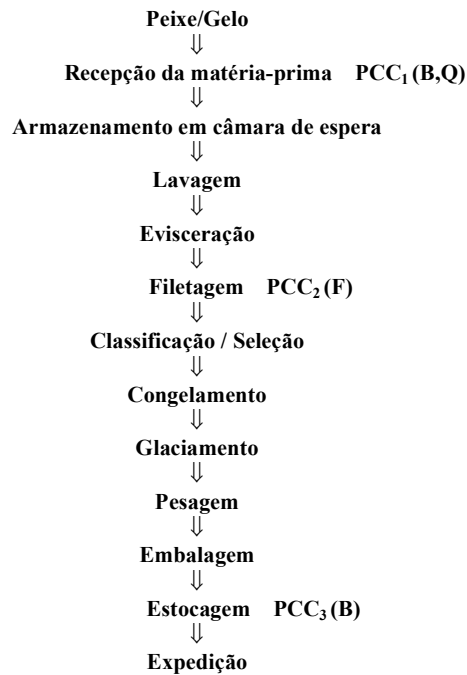 Peixe/Gelo
⇓
Recepção da matéria-prima PCC₁ (B,Q)
⇓
Armazenamento em câmara de espera
⇓
Lavagem
⇓
Evisceração
⇓
Filetagem PCC₂ (F)
⇓
Classificação / Seleção
⇓
Congelamento
⇓
Glaciamento
⇓
Pesagem
⇓
Embalagem
⇓
Estocagem PCC₃ (B)
⇓
Expedição